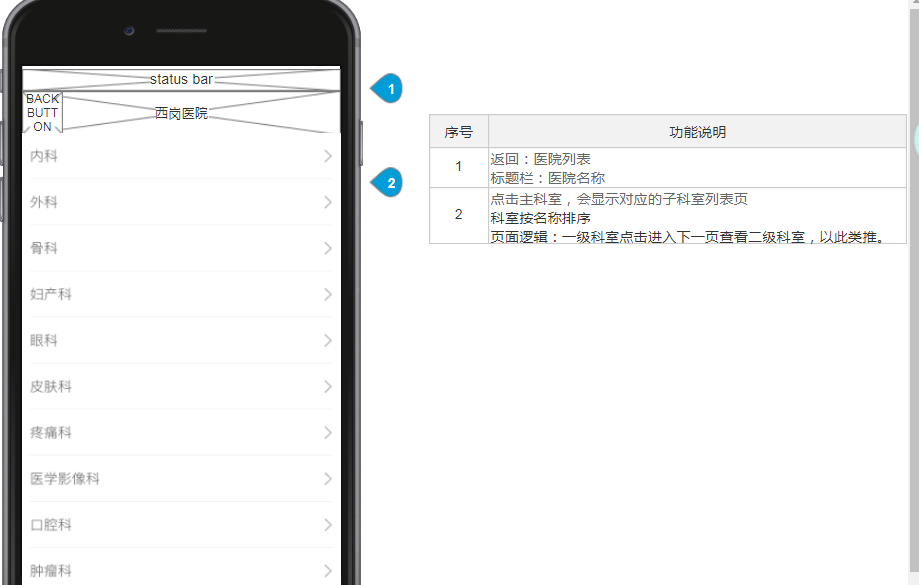 status bar
BACK
BUTT
ON
西岗医院
内科
外科
骨科
妇产科
眼科
皮肤科
疼痛科
医学影像科
口腔科
肿瘤科
1
2
序号 功能说明
1
返回：医院列表
标题栏：医院名称
2
点击主科室，会显示对应的子科室列表页
科室按名称排序
页面逻辑：一级科室点击进入下一页查看二级科室，以此类推。